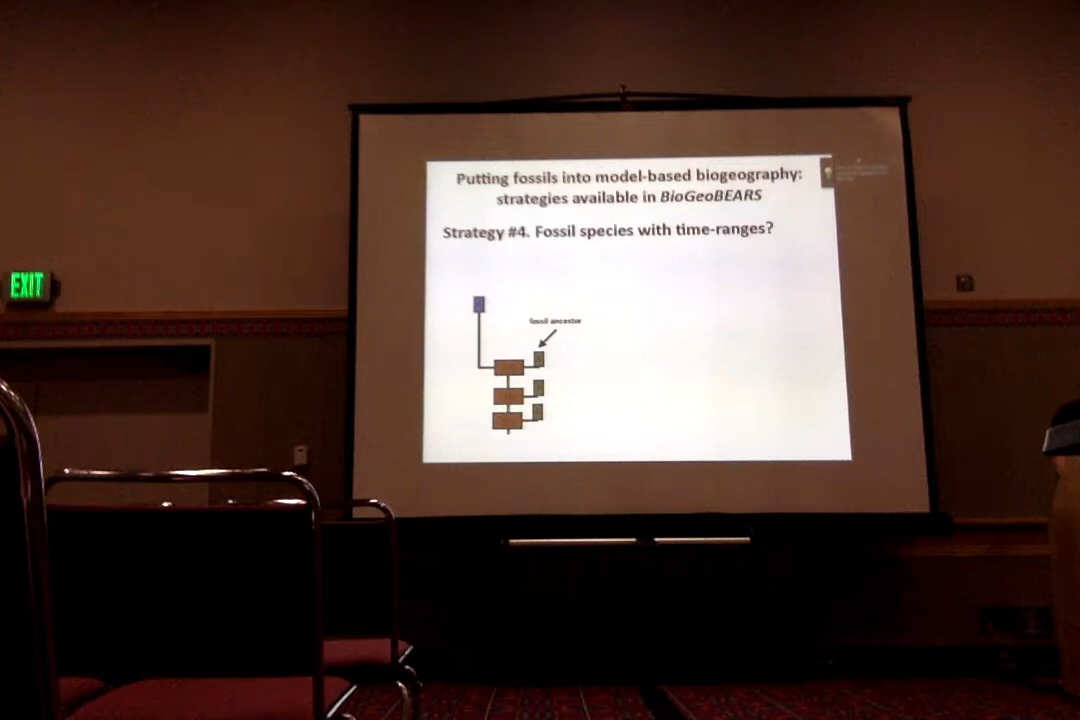 Putting fossils into model-based biogeography:
strategies available in BioGeoBEARS
Strategy #4. Fossil species with time-ranges?
fossil ancestor
EXIT